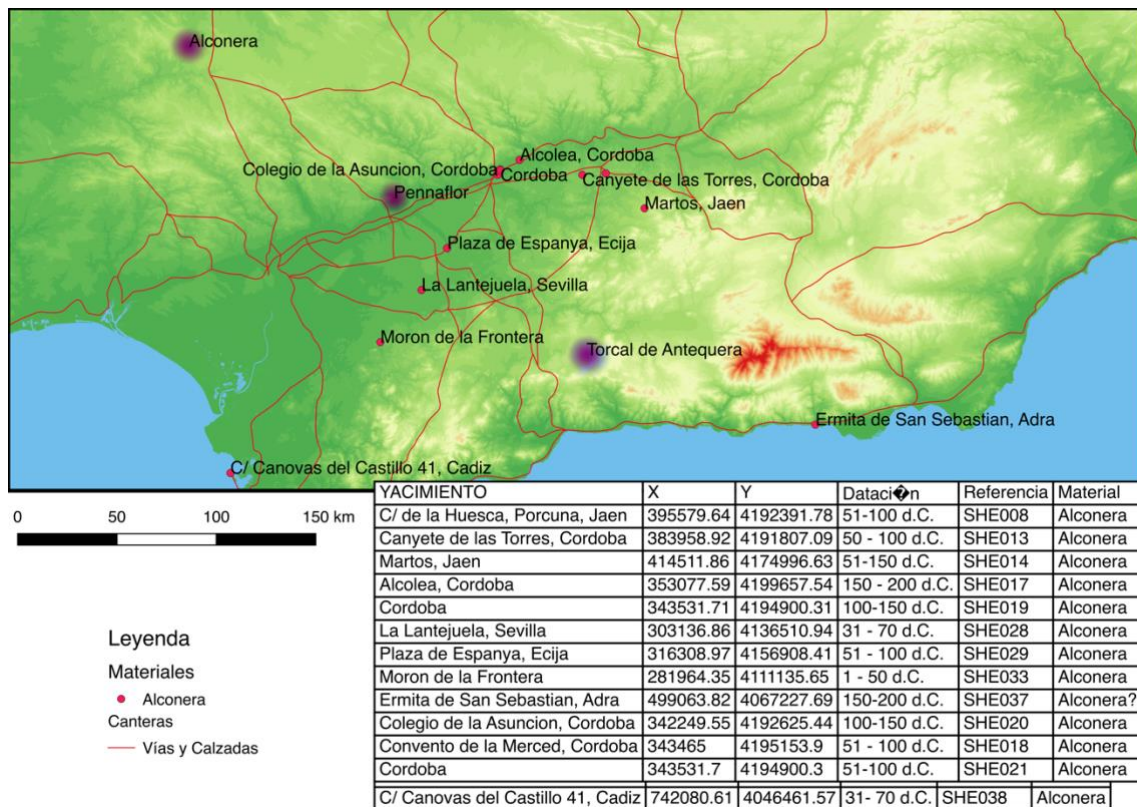 Alconera
Alcolea, Cordoba
Colegio de la Asuncion, Cordoba
Cordoba
Canyete de las Torres, Cordoba
Pennaflor
Martos, Jaen
Plaza de Espanya, Ecija
La Lantejuela, Sevilla
Moron de la Frontera
Torcal de Antequera
Ermita de San Sebastian, Adra
C/ Canovas del Castillo 41, Cadiz
0 50 100 150 km
Leyenda
Materiales
Alconera
Canteras
Vías y Calzadas
YACIMIENTO X Y Dataci�n Referencia Material
C/ de la Huesca, Porcuna, Jaen 395579.64 4192391.78 51-100 d.C. SHE008 Alconera
Canyete de las Torres, Cordoba 383958.92 4191807.09 50 - 100 d.C. SHE013 Alconera
Martos, Jaen 414511.86 4174996.63 51-150 d.C. SHE014 Alconera
Alcolea, Cordoba 353077.59 4199657.54 150 - 200 d.C. SHE017 Alconera
Cordoba 343531.71 4194900.31 100-150 d.C. SHE019 Alconera
La Lantejuela, Sevilla 303136.86 4136510.94 31 - 70 d.C. SHE028 Alconera
Plaza de Espanya, Ecija 316308.97 4156908.41 51 - 100 d.C. SHE029 Alconera
Moron de la Frontera 281964.35 4111135.65 1 - 50 d.C. SHE033 Alconera
Ermita de San Sebastian, Adra 499063.82 4067227.69 150-200 d.C. SHE037 Alconera?
Colegio de la Asuncion, Cordoba 342249.55 4192625.44 100-150 d.C. SHE020 Alconera
Convento de la Merced, Cordoba 343465 4195153.9 51 - 100 d.C. SHE018 Alconera
Cordoba 343531.7 4194900.3 51-100 d.C. SHE021 Alconera
C/ Canovas del Castillo 41, Cadiz 742080.61 4046461.57 31- 70 d.C. SHE038 Alconera